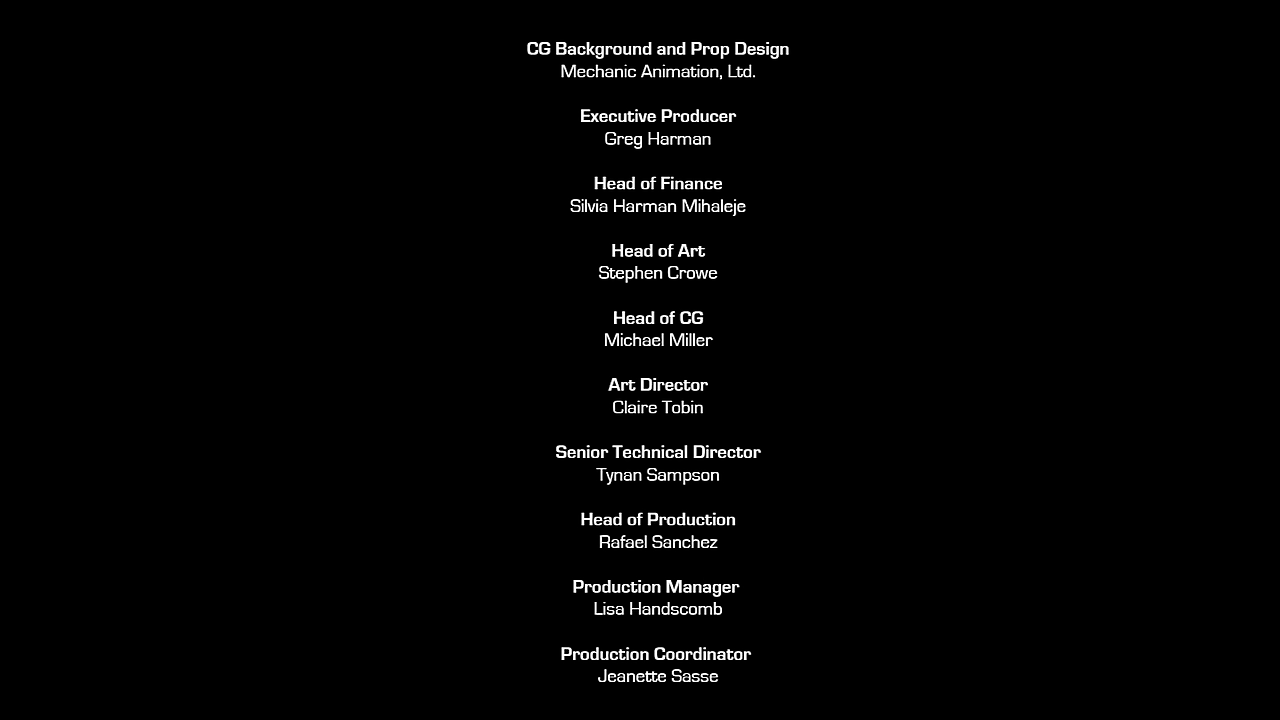 CG Background and Prop Design
Mechanic Animation, Ltd.
Executive Producer
Greg Harman
Head of Finance
Silvia Harman Mihaleje
Head of Art
Stephen Crowe
Head of CG
Michael Miller
Art Director
Claire Tobin
Senior Technical Director
Tynan Sampson
Head of Production
Rafael Sanchez
Production Manager
Lisa Handscomb
Production Coordinator
Jeanette Sasse